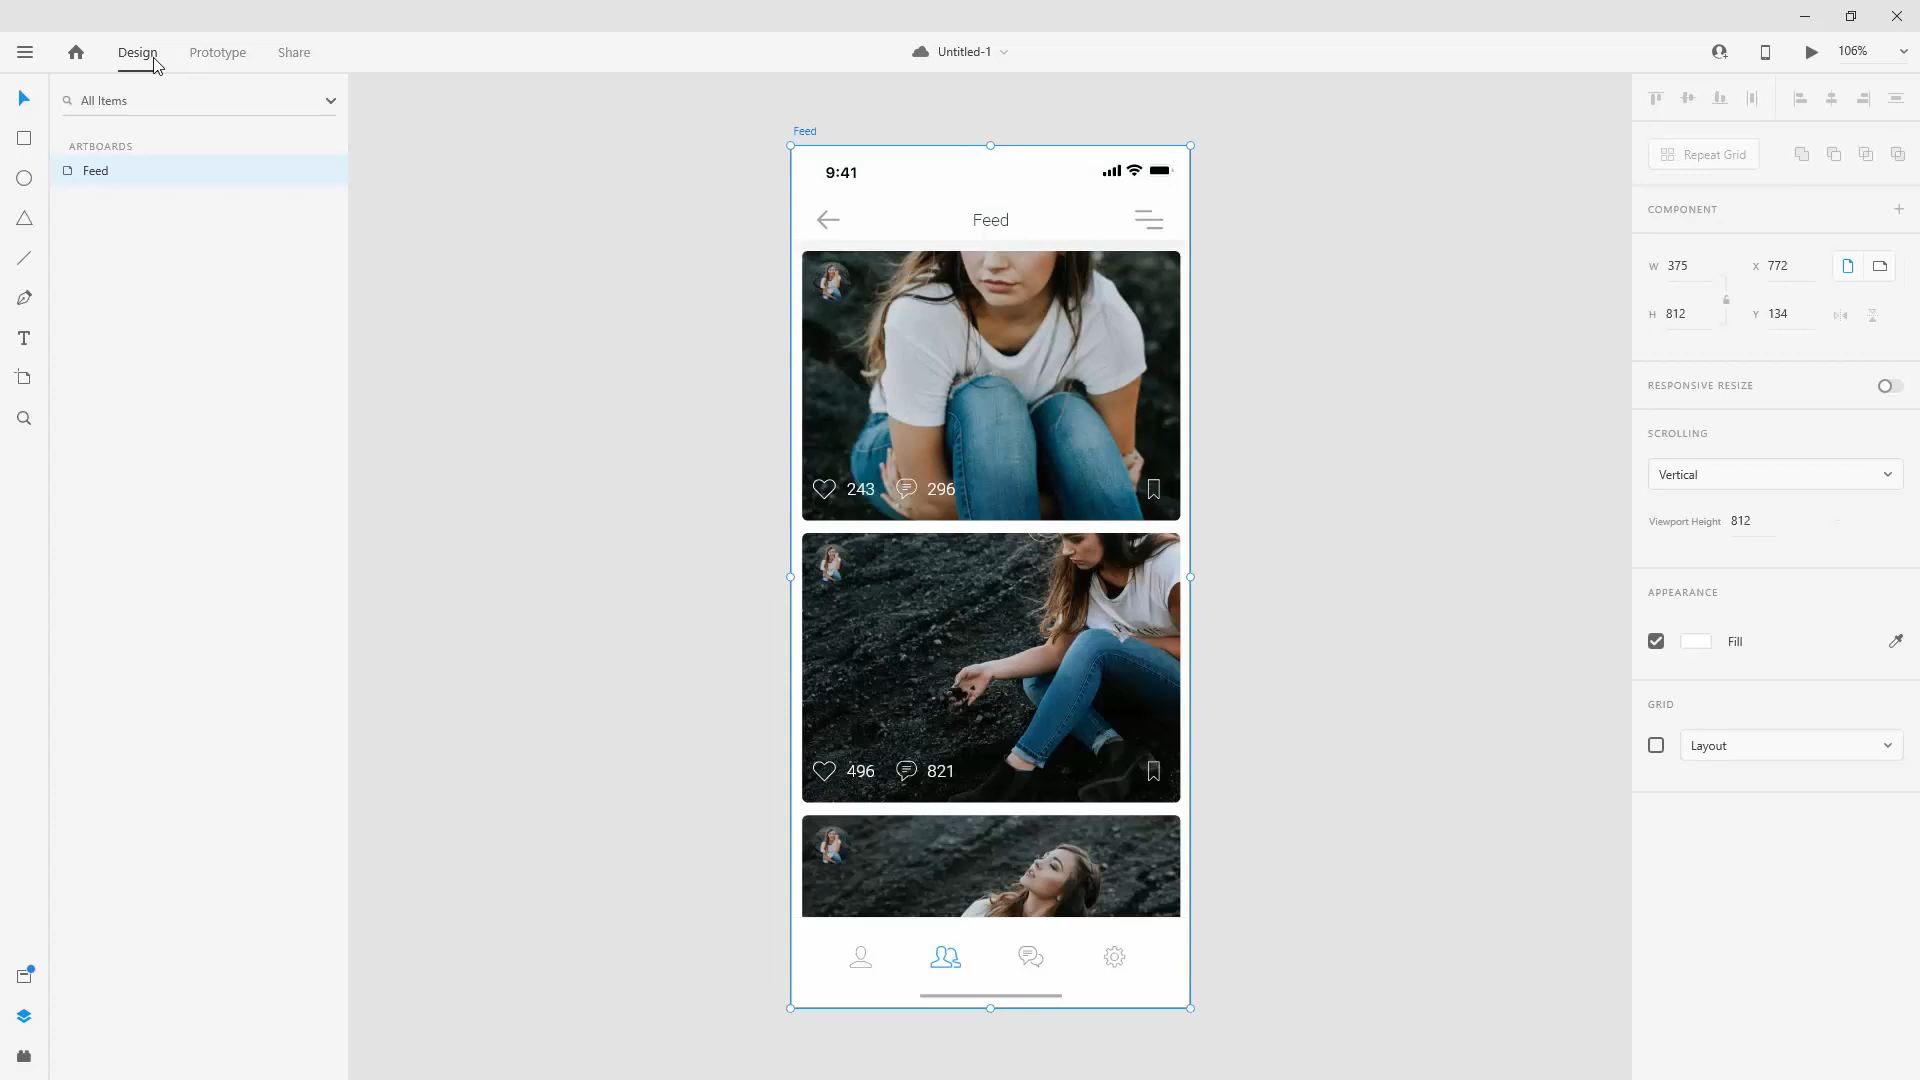 Design Prototype Share
Untitled-1
106%
All Items
ARTBOARDS
Feed
Feed
9:41
Feed
243 296
496 821
Repeat Grid
COMPONENT
W 375 X 772
H 812 Y 134
RESPONSIVE RESIZE
SCROLLING
Vertical
Viewport Height 812
APPEARANCE
Fill
GRID
Layout